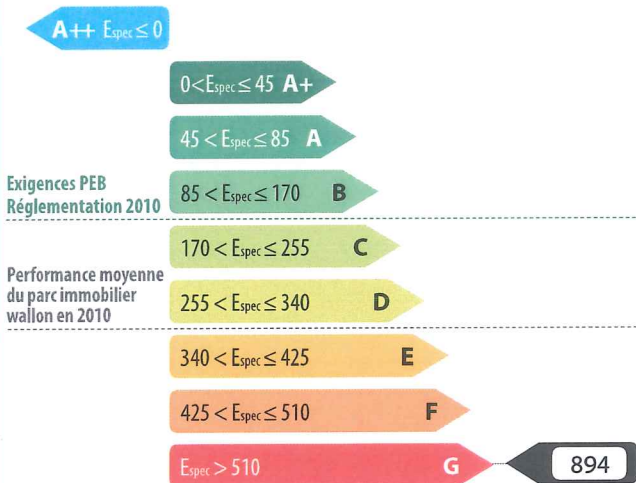 A++ Espec ≤ 0
0 < Espec ≤ 45 A+
45 < Espec ≤ 85 A
Exigences PEB
Réglementation 2010
85 < Espec ≤ 170 B
170 < Espec ≤ 255 C
Performance moyenne
du parc immobilier
wallon en 2010
255 < Espec ≤ 340 D
340 < Espec ≤ 425 E
425 < Espec ≤ 510 F
Espec > 510 G
894